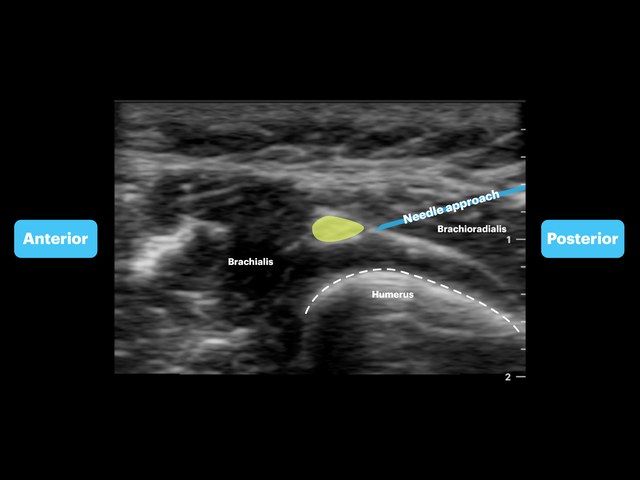 Needle approach
Anterior
Brachioradialis
Posterior
1
Brachialis
Humerus
2